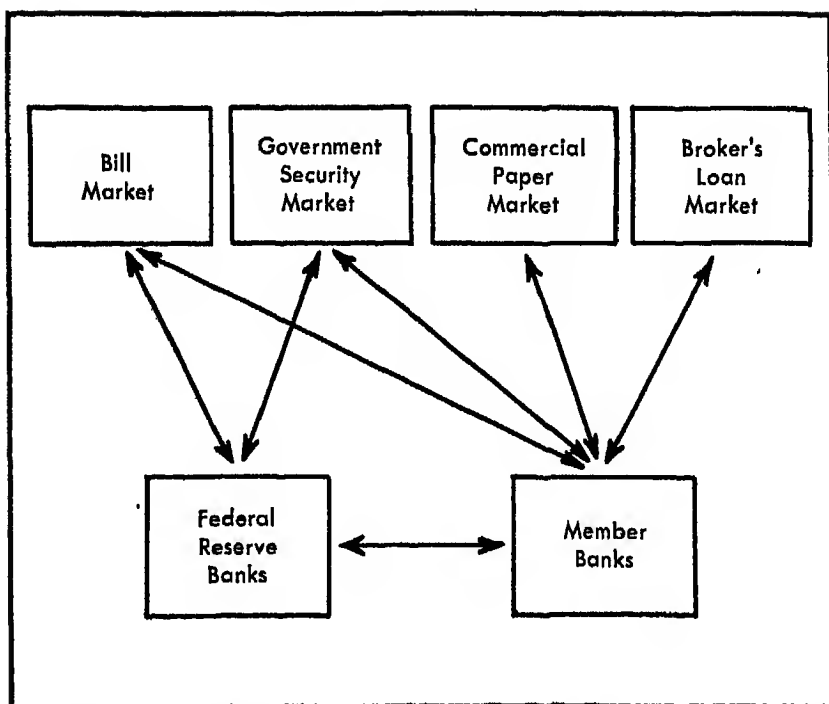 Bill
Market
Government
Security
Market
Commercial
Paper
Market
Broker's
Loan
Market
Federal
Reserve
Banks
Member
Banks